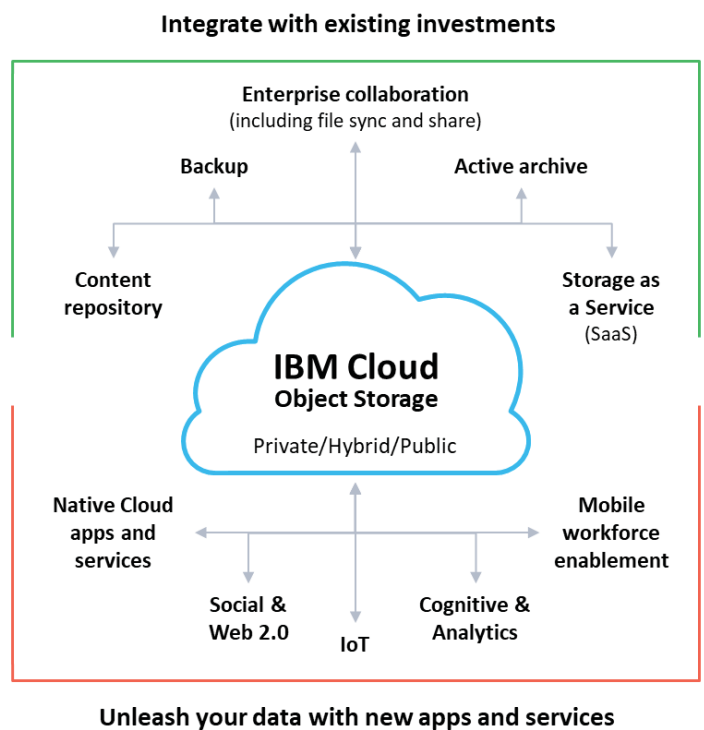 Integrate with existing investments
Enterprise collaboration
(including file sync and share)
Backup
Active archive
Content
repository
Storage as
a Service
(SaaS)
IBM Cloud
Object Storage
Private/Hybrid/Public
Native Cloud
apps and
services
Mobile
workforce
enablement
Social &
Web 2.0
IoT
Cognitive &
Analytics
Unleash your data with new apps and services